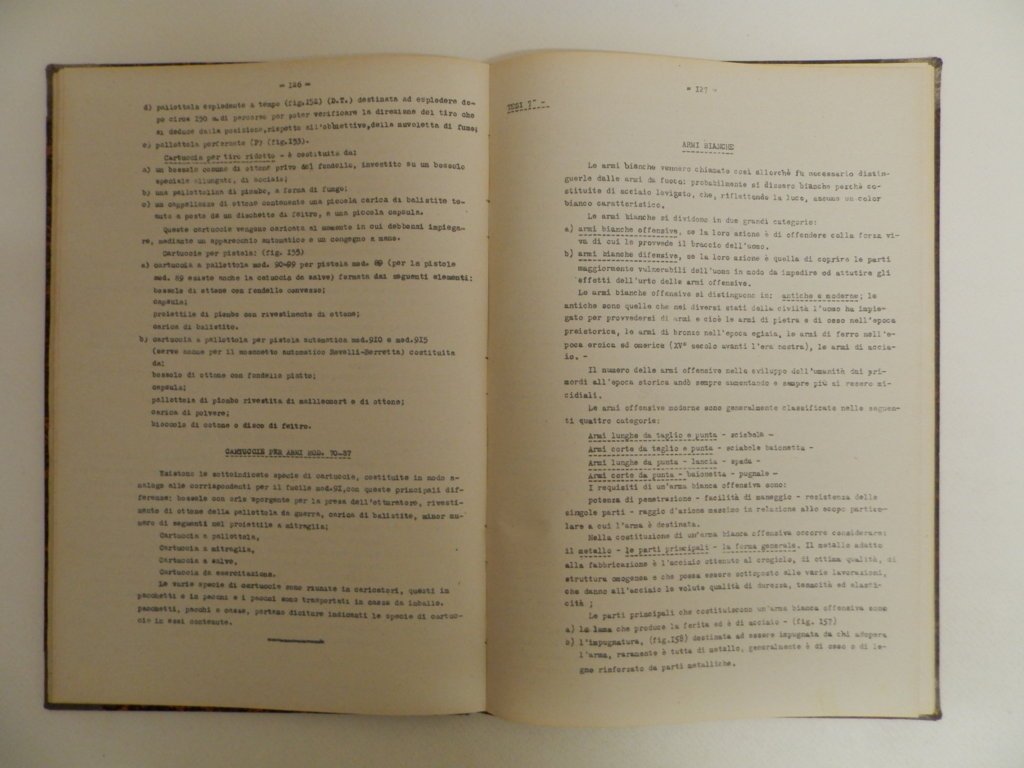 = 126 =
d) pallottola esplodente a tempo (fig.152) (D.T.) destinata ad esplodere do-
po circa 150 m.di percorso per poter verificare la direzione del tiro che
si deduce dalla posizione,rispetto all'obbiettivo,della nuvoletta di fumo;
e) pallottola perforante (P) (fig.153).
Cartuccia per tiro ridotto - è costituita da:
a) un bossolo comune di ottone privo del fondello, investito su un bossolo
speciale allungato, di acciaio;
b) una pallottolina di piombo, a forma di fungo;
c) un cappellozzo di ottone contenente una piccola carica di balistite te-
nuta a posto da un dischetto di feltro, e una piccola capsula.
Queste cartuccie vengono caricate al momento in cui debbonsi impiega-
re, mediante un apparecchio automatico e un congegno a mano.
Cartuccie per pistola: (fig. 155)
a) cartuccia a pallottola mod. 90-89 per pistola mod. 89 (per la pistola
mod. 89 esiste anche la caluccia da salve) formata dai seguenti elementi:
bossolo di ottone con fondello convesso;
capsula;
proiettile di piombo con rivestimento di ottone;
carica di balistite.
b) cartuccia a pallottola per pistola automatica mod.910 e mod.915
(serve anche per il moschetto automatico Revelli-Berretta) costituita
da:
bossolo di ottone con fondello piatto;
capsula;
pallottola di piombo rivestita di maillechort e di ottone;
carica di polvere;
bioccolo di cotone o disco di feltro.
CARTUCCIE PER ARMI MOD. 70-87
Esistono le sottoindicate specie di cartuccie, costituite in modo a-
nalogo alle corrispondenti per il fucile mod.91,con queste principali dif-
ferenze: bossolo con orlo sporgente per la presa dell'otturatore, rivesti-
mento di ottone della pallottola da guerra, carica di balistite, minor nu-
mero di segmenti nel proiettile a mitraglia;
Cartuccia a pallottola,
Cartuccia a mitraglia,
Cartuccia a salve,
Cartuccia da esercitazione.
Le varie specie di cartuccie sono riunite in caricatori, questi in
pacchetti e in pacchi e i pacchi sono trasportati in casse da imballo.
pacchetti, pacchi e casse, portano diciture indicanti le specie di cartuc-
cie in essi contenute.
= 127 =
TESI 7^ -
ARMI BIANCHE
Le armi bianche vennero chiamate così allorchè fu necessario distin-
guerle dalle armi da fuoco: probabilmente si dissero bianche perchè co-
stituite di acciaio levigato, che, riflettendo la luce, assume un color
bianco caratteristico.
Le armi bianche si dividono in due grandi categorie:
a) armi bianche offensive, se la loro azione è di offendere colla forza vi-
va di cui le provvede il braccio dell'uomo.
b) armi bianche difensive, se la loro azione è quella di coprire le parti
maggiormente vulnerabili dell'uomo in modo da impedire od attutire gli
effetti dell'urto delle armi offensive.
Le armi bianche offensive si distinguono in: antiche e moderne; le
antiche sono quelle che nei diversi stati della civiltà l'uomo ha impie-
gato per provvedersi di armi e cioè le armi di pietra e di osso nell'epoca
preistorica, le armi di bronzo nell'epoca egizia, le armi di ferro nell'e-
poca eroica ed omerica (XV° secolo avanti l'era nostra), le armi di accia-
io. -
Il numero delle armi offensive nello sviluppo dell'umanità dai pri-
mordi all'epoca storica andò sempre aumentando e sempre più si resero mi-
cidiali.
Le armi offensive moderne sono generalmente classificate nelle seguen-
ti quattro categorie:
Armi lunghe da taglio e punta - sciabola -
Armi corte da taglio e punta - sciabole baionetta -
Armi lunghe da punta - lancia - spada -
Armi corte da punta - baionetta - pugnale -
I requisiti di un'arma bianca offensiva sono:
potenza di penetrazione - facilità di maneggio - resistenza delle
singole parti - raggio d'azione massimo in relazione allo scopo partico-
lare a cui l'arma è destinata.
Nella costituzione di un'arma bianca offensiva occorre considerare:
il metallo - le parti principali - la forma generale. Il metallo adatto
alla fabbricazione è l'acciaio ottenuto al crogiolo, di ottima qualità, di
struttura omogenea e che possa essere sottoposto alle varie lavorazioni,
che danno all'acciaio le volute qualità di durezza, tenacità ed elasti-
cità ;
Le parti principali che costituiscono un'arma bianca offensiva sono
a) la lama che produce la ferita ed è di acciaio - (fig. 157)
b) l'impugnatura, (fig.158) destinata ad essere impugnata da chi adopera
l'arma, raramente è tutta di metallo, generalmente è di osso o di le-
gno rinforzato da parti metalliche.